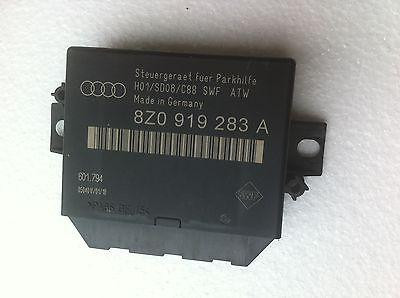 Steuergeraet fuer Parkhilfe
H01/SD08/C88 SWF ATW
Made in Germany
8Z0 919 283 A
601.794